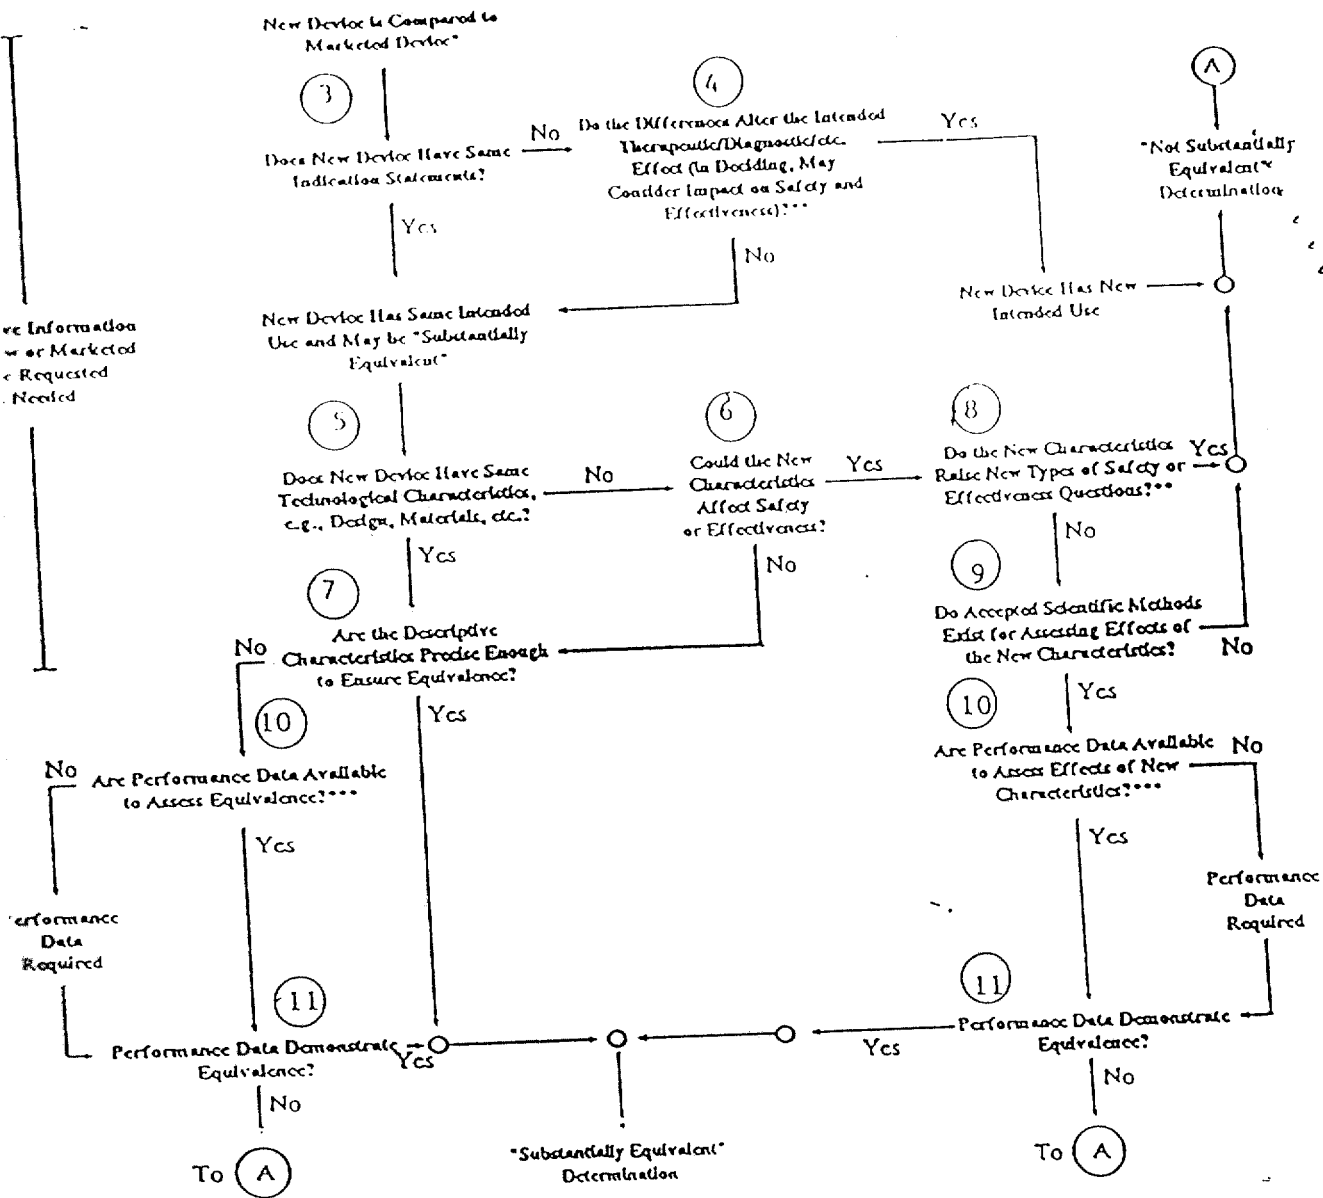 New Device Is Compared to
Marketed Device*
3
Does New Device Have Same
Indication Statements?
No
4
Do the Differences Alter the Intended
Therapeutic/Diagnostic/etc.
Effect (in Deciding, May
Consider Impact on Safety and
Effectiveness)?**
Yes
A
"Not Substantially
Equivalent"
Determination
Yes
No
New Device Has Same Intended
Use and May be "Substantially
Equivalent"
New Device Has New
Intended Use
Information
or Marketed
Requested
Needed
5
Does New Device Have Same
Technological Characteristics,
e.g., Design, Materials, etc.?
No
6
Could the New
Characteristics
Affect Safety
or Effectiveness?
Yes
8
Do the New Characteristics
Raise New Types of Safety or
Effectiveness Questions?**
Yes
Yes
No
No
7
Are the Descriptive
Characteristics Precise Enough
to Ensure Equivalence?
No
9
Do Accepted Scientific Methods
Exist for Assessing Effects of
the New Characteristics?
No
Yes
Yes
10
Are Performance Data Available
to Assess Equivalence?***
No
10
Are Performance Data Available
to Assess Effects of New
Characteristics?***
No
Yes
Yes
erformance
Data
Required
Performance
Data
Required
11
Performance Data Demonstrate
Equivalence?
Yes
11
Performance Data Demonstrate
Equivalence?
Yes
No
No
To A
"Substantially Equivalent"
Determination
To A